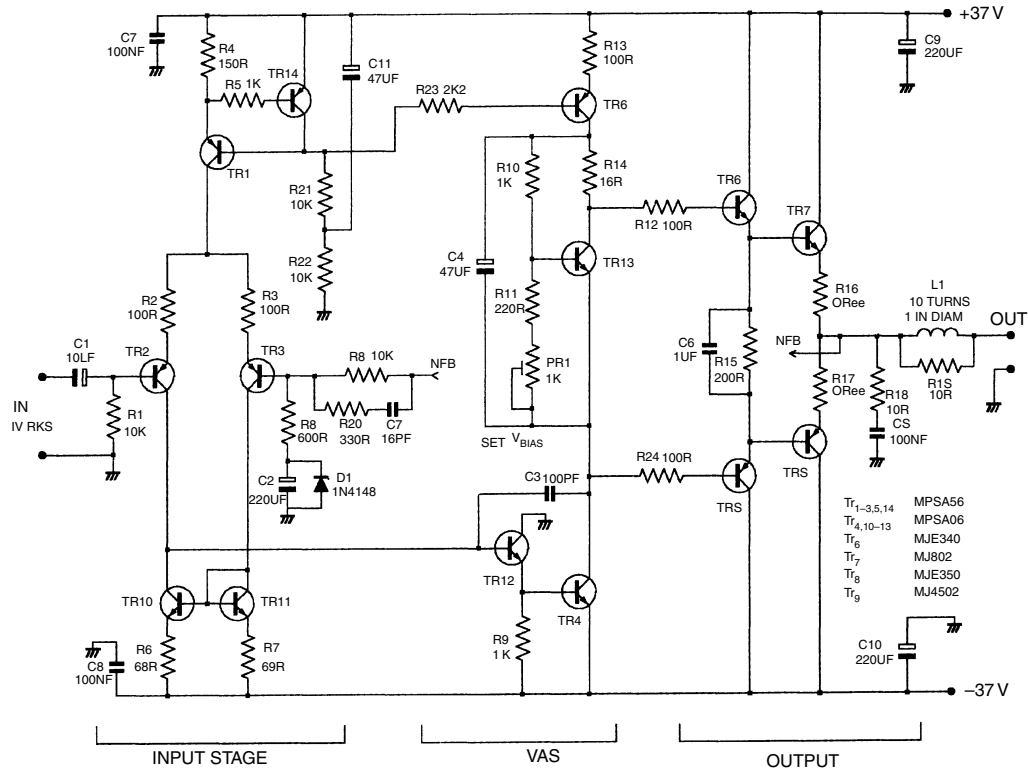 +37 V
C7
100NF
R4
150R
R5 1K
TR14
C11
47UF
R13
100R
C9
220UF
R23 2K2
TR6
TR1
R21
10K
R10
1K
R14
16R
TR6
TR7
R12 100R
R22
10K
C4
47UF
TR13
R2
100R
R3
100R
R11
220R
R16
ORee
L1
10 TURNS
1 IN DIAM
OUT
C1
10LF
TR2
TR3
R8 10K
NFB
PR1
1K
C6
1UF
R15
200R
NFB
R17
ORee
R18
10R
R1S
10R
IN
IV RKS
R1
10K
R8
600R
R20
330R
C7
16PF
CS
100NF
SET VBIAS
C2
220UF
D1
1N4148
C3 100PF
R24 100R
TRS
TRS
Tr1–3,5,14 MPSA56
Tr4,10–13 MPSA06
Tr6 MJE340
Tr7 MJ802
Tr8 MJE350
Tr9 MJ4502
TR12
TR10
TR11
TR4
R9
1 K
C8
100NF
R6
68R
R7
69R
C10
220UF
–37 V
INPUT STAGE
VAS
OUTPUT